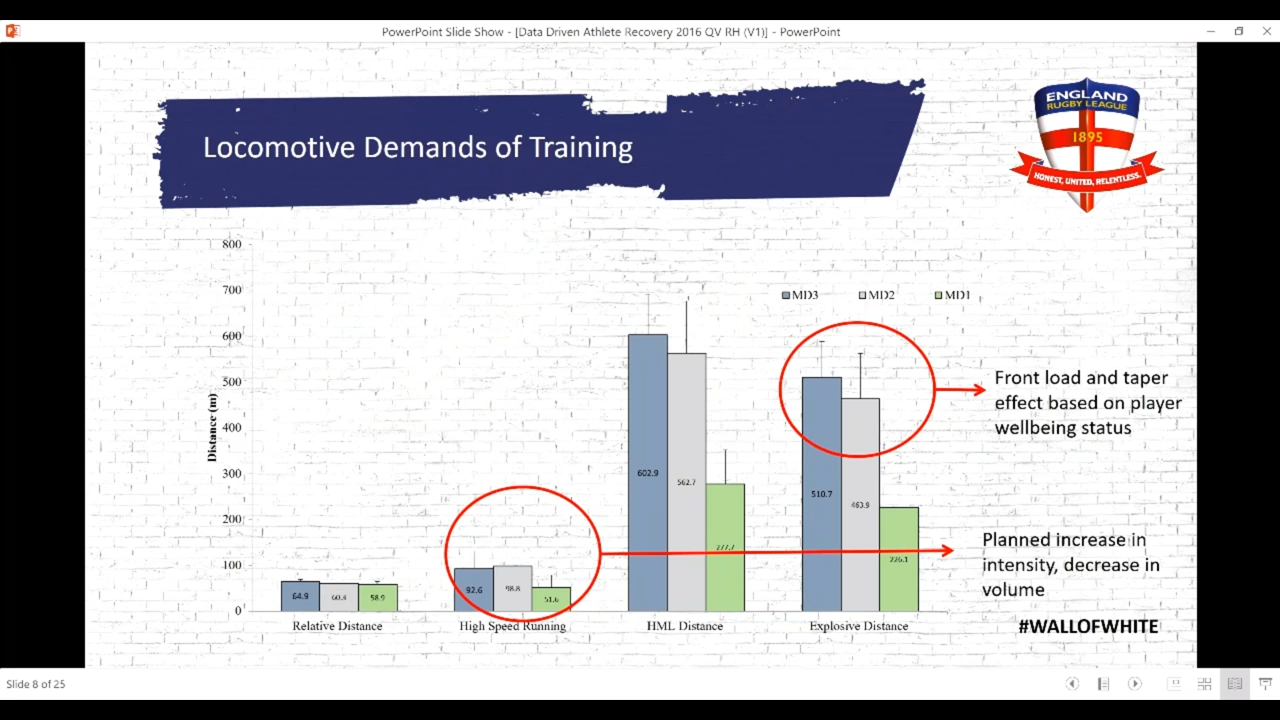 PowerPoint Slide Show - [Data Driven Athlete Recovery 2016 QV RH (V1)] - PowerPoint
Locomotive Demands of Training
ENGLAND
RUGBY LEAGUE
1895
HONEST, UNITED, RELENTLESS.
800
700
600
500
400
300
200
100
0
Distance (m)
MD3
MD2
MD1
64.9
58.9
92.6
98.8
51.6
602.9
562.7
277.7
510.7
463.9
226.1
Relative Distance
High Speed Running
HML Distance
Explosive Distance
Front load and taper
effect based on player
wellbeing status
Planned increase in
intensity, decrease in
volume
#WALLOFWHITE
Slide 8 of 25